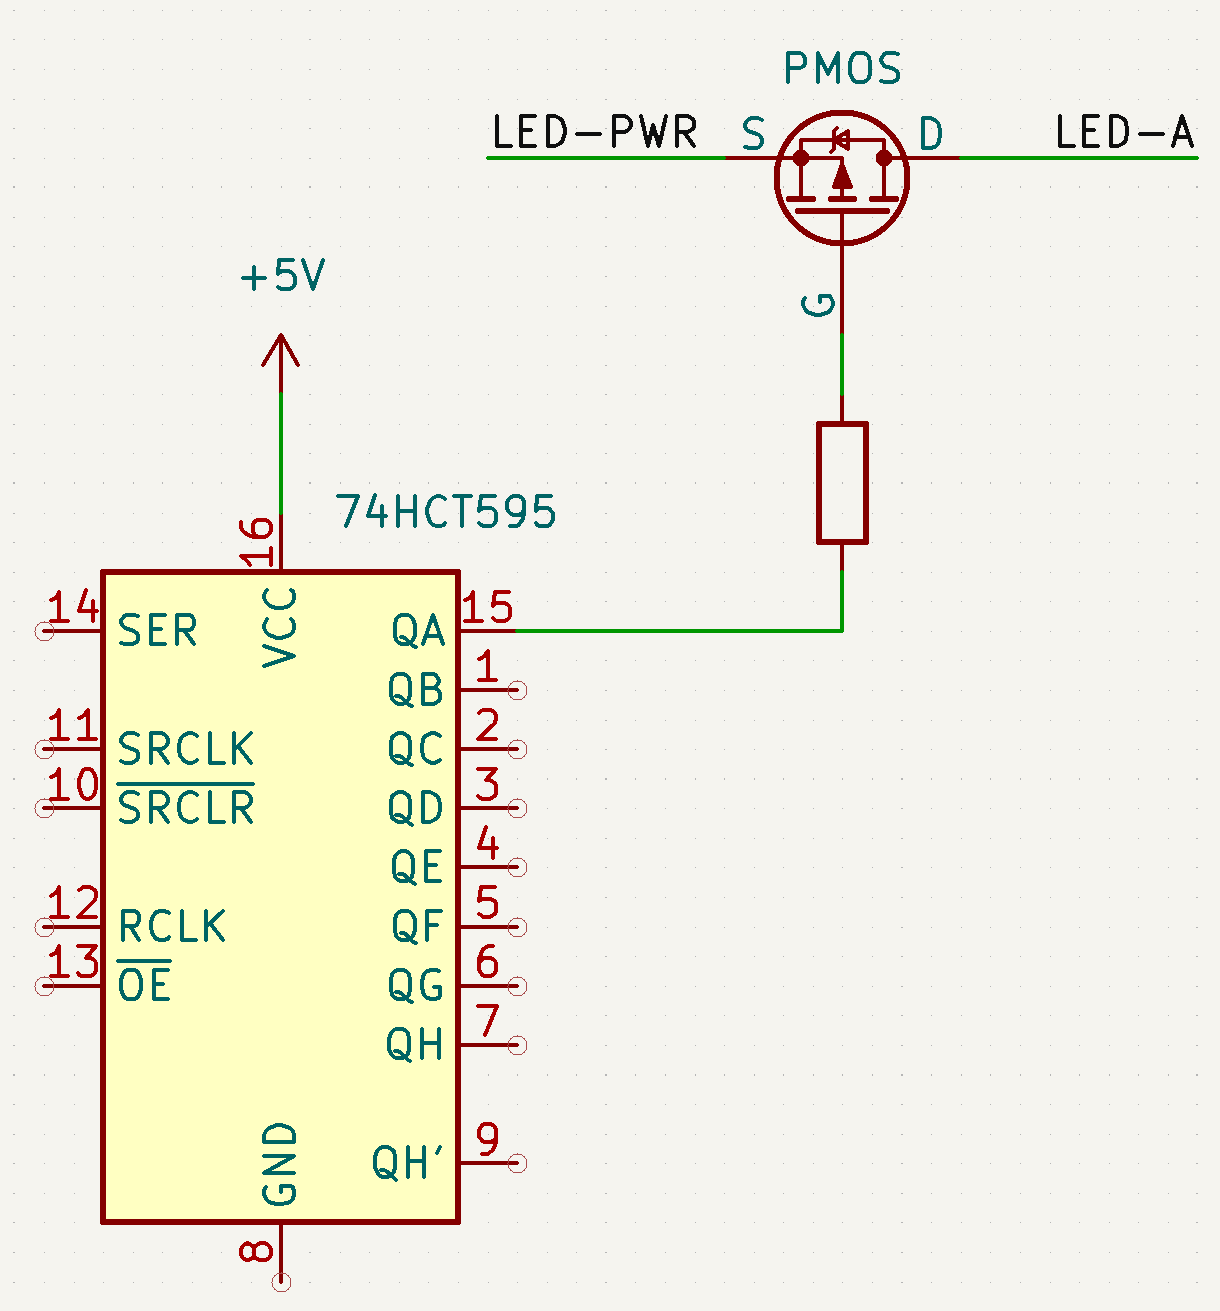 PMOS
LED-PWR S D LED-A
G
+5V
74HCT595
16
VCC
14 SER QA 15
QB 1
11 SRCLK QC 2
10 SRCLR QD 3
QE 4
12 RCLK QF 5
13 OE QG 6
QH 7
QH' 9
GND
8